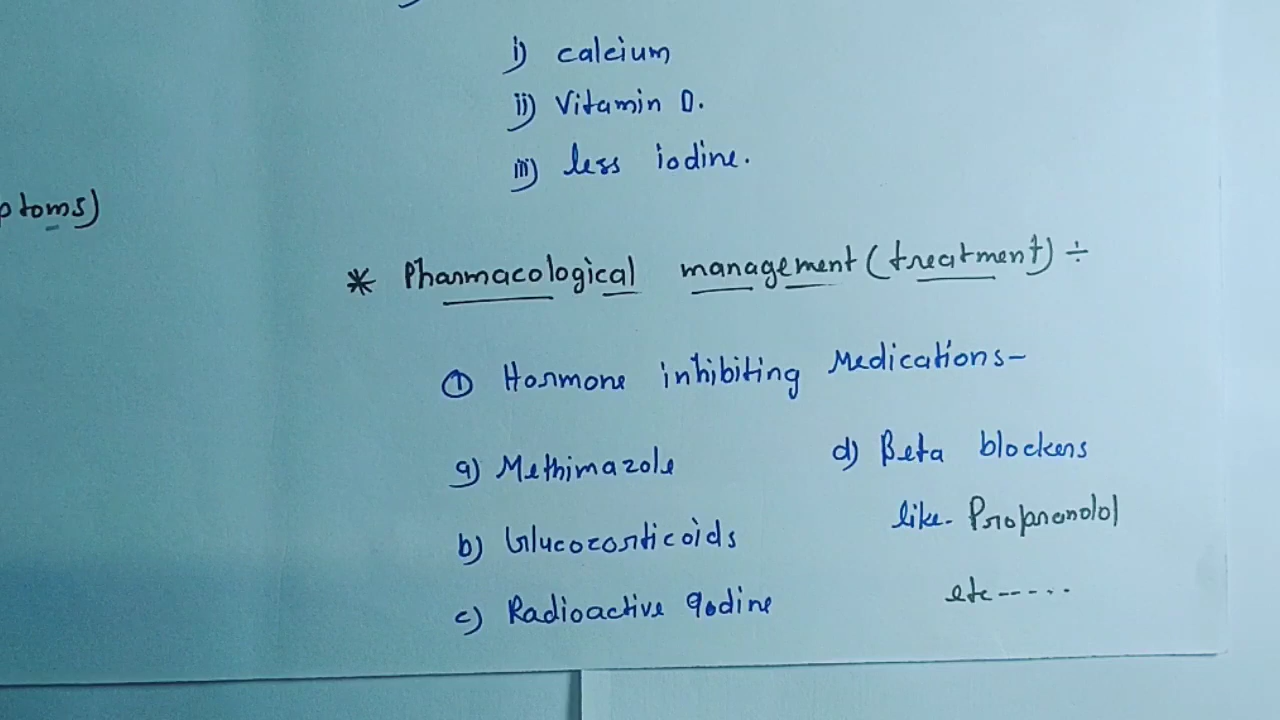 i) calcium
ii) Vitamin D.
iii) less iodine.
ptoms)
* Pharmacological management (treatment) ÷
① Hormone inhibiting Medications-
a) Methimazole
b) Glucocorticoids
c) Radioactive Iodine
d) Beta blockers
like- Propranolol
etc-----